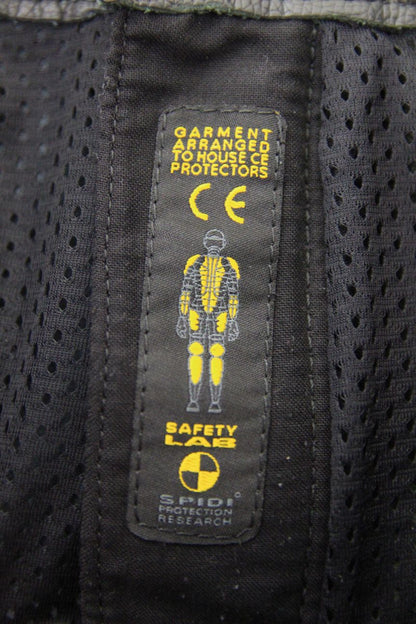 GARMENT
ARRANGED
TO HOUSE CE
PROTECTORS
CE
SAFETY
LAB
SPIDI
PROTECTION
RESEARCH